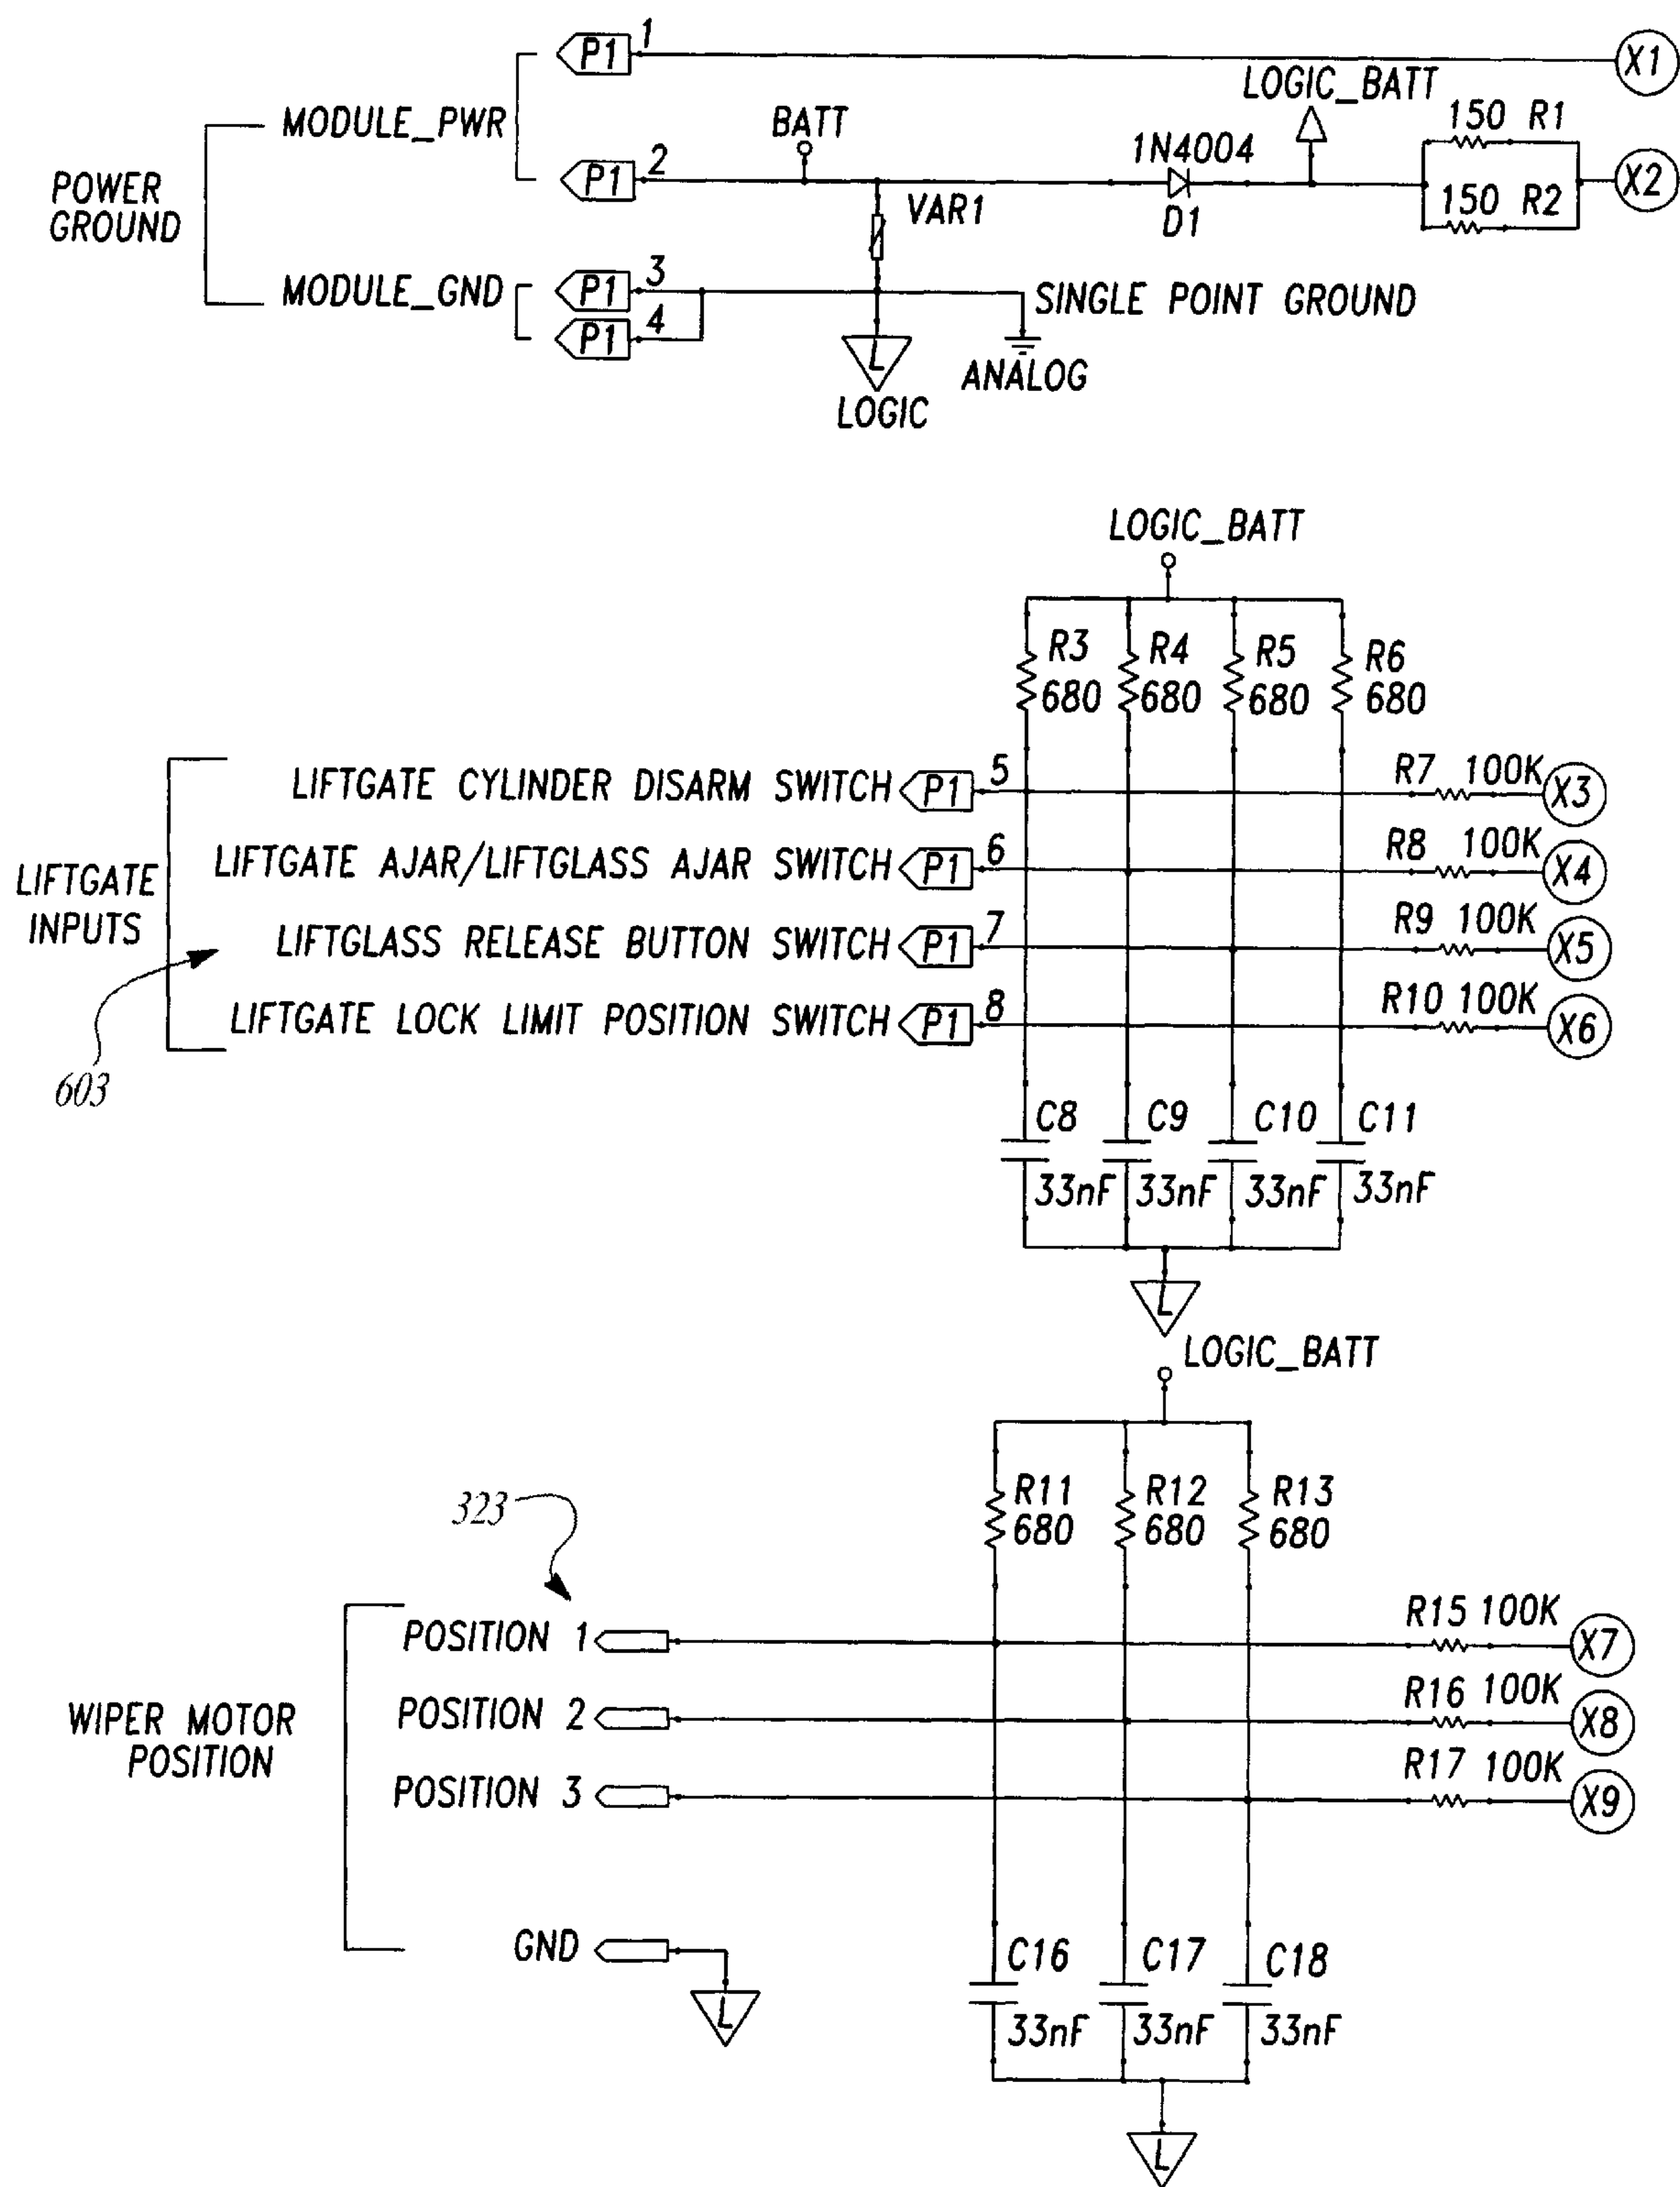 P1 1
X1
LOGIC_BATT
MODULE_PWR
BATT
150 R1
1N4004
P1 2
X2
POWER
GROUND
VAR1
D1
150 R2
MODULE_GND
P1 3
SINGLE POINT GROUND
P1 4
L
ANALOG
LOGIC
LOGIC_BATT
R3 R4 R5 R6
680 680 680 680
LIFTGATE CYLINDER DISARM SWITCH P1 5 R7 100K X3
LIFTGATE AJAR/LIFTGLASS AJAR SWITCH P1 6 R8 100K X4
LIFTGATE
INPUTS
LIFTGLASS RELEASE BUTTON SWITCH P1 7 R9 100K X5
LIFTGATE LOCK LIMIT POSITION SWITCH P1 8 R10 100K X6
603
C8 C9 C10 C11
33nF 33nF 33nF 33nF
L
LOGIC_BATT
323
R11 R12 R13
680 680 680
POSITION 1 R15 100K X7
WIPER MOTOR
POSITION
POSITION 2 R16 100K X8
POSITION 3 R17 100K X9
GND
C16 C17 C18
L
33nF 33nF 33nF
L